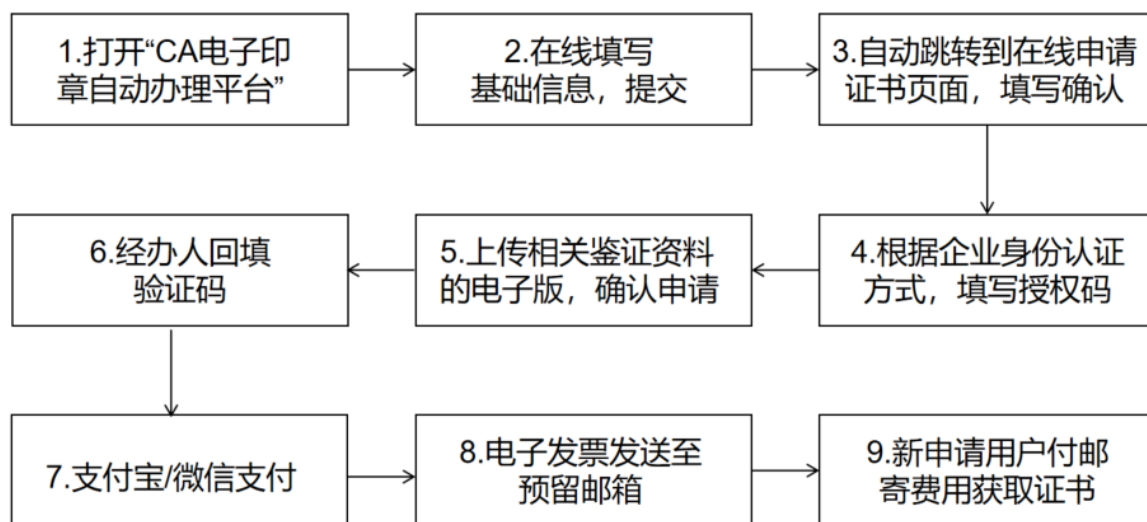 1.打开“CA电子印
章自动办理平台”
2.在线填写
基础信息，提交
3.自动跳转到在线申请
证书页面，填写确认
4.根据企业身份认证
方式，填写授权码
5.上传相关鉴证资料
的电子版，确认申请
6.经办人回填
验证码
7.支付宝/微信支付
8.电子发票发送至
预留邮箱
9.新申请用户付邮
寄费用获取证书